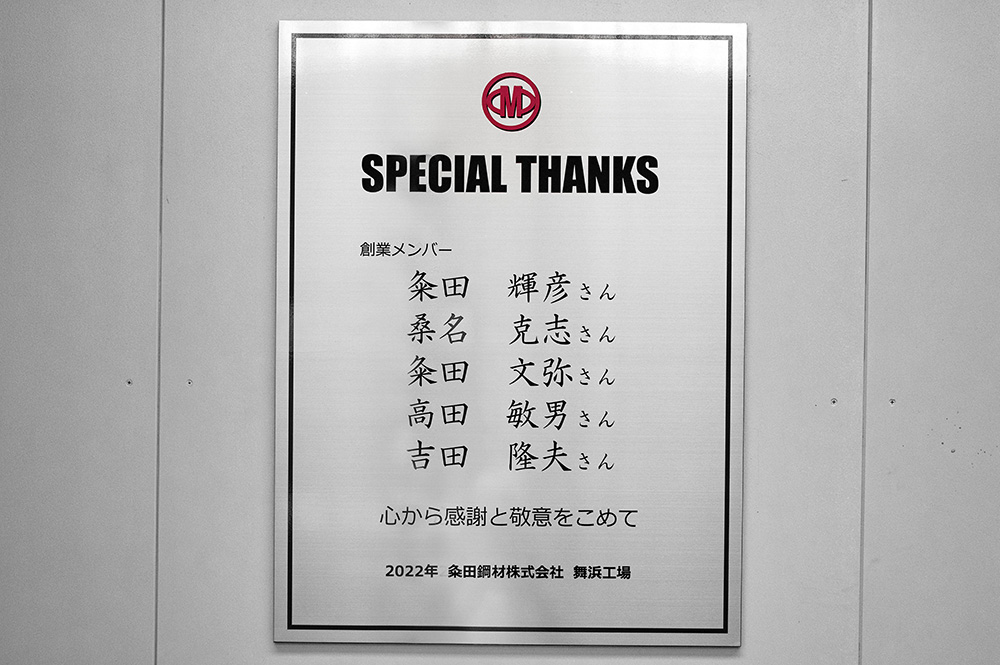 SPECIAL THANKS
創業メンバー
粂田 輝彦さん
桑名 克志さん
粂田 文弥さん
高田 敏男さん
吉田 隆夫さん
心から感謝と敬意をこめて
2022年 粂田鋼材株式会社 舞浜工場